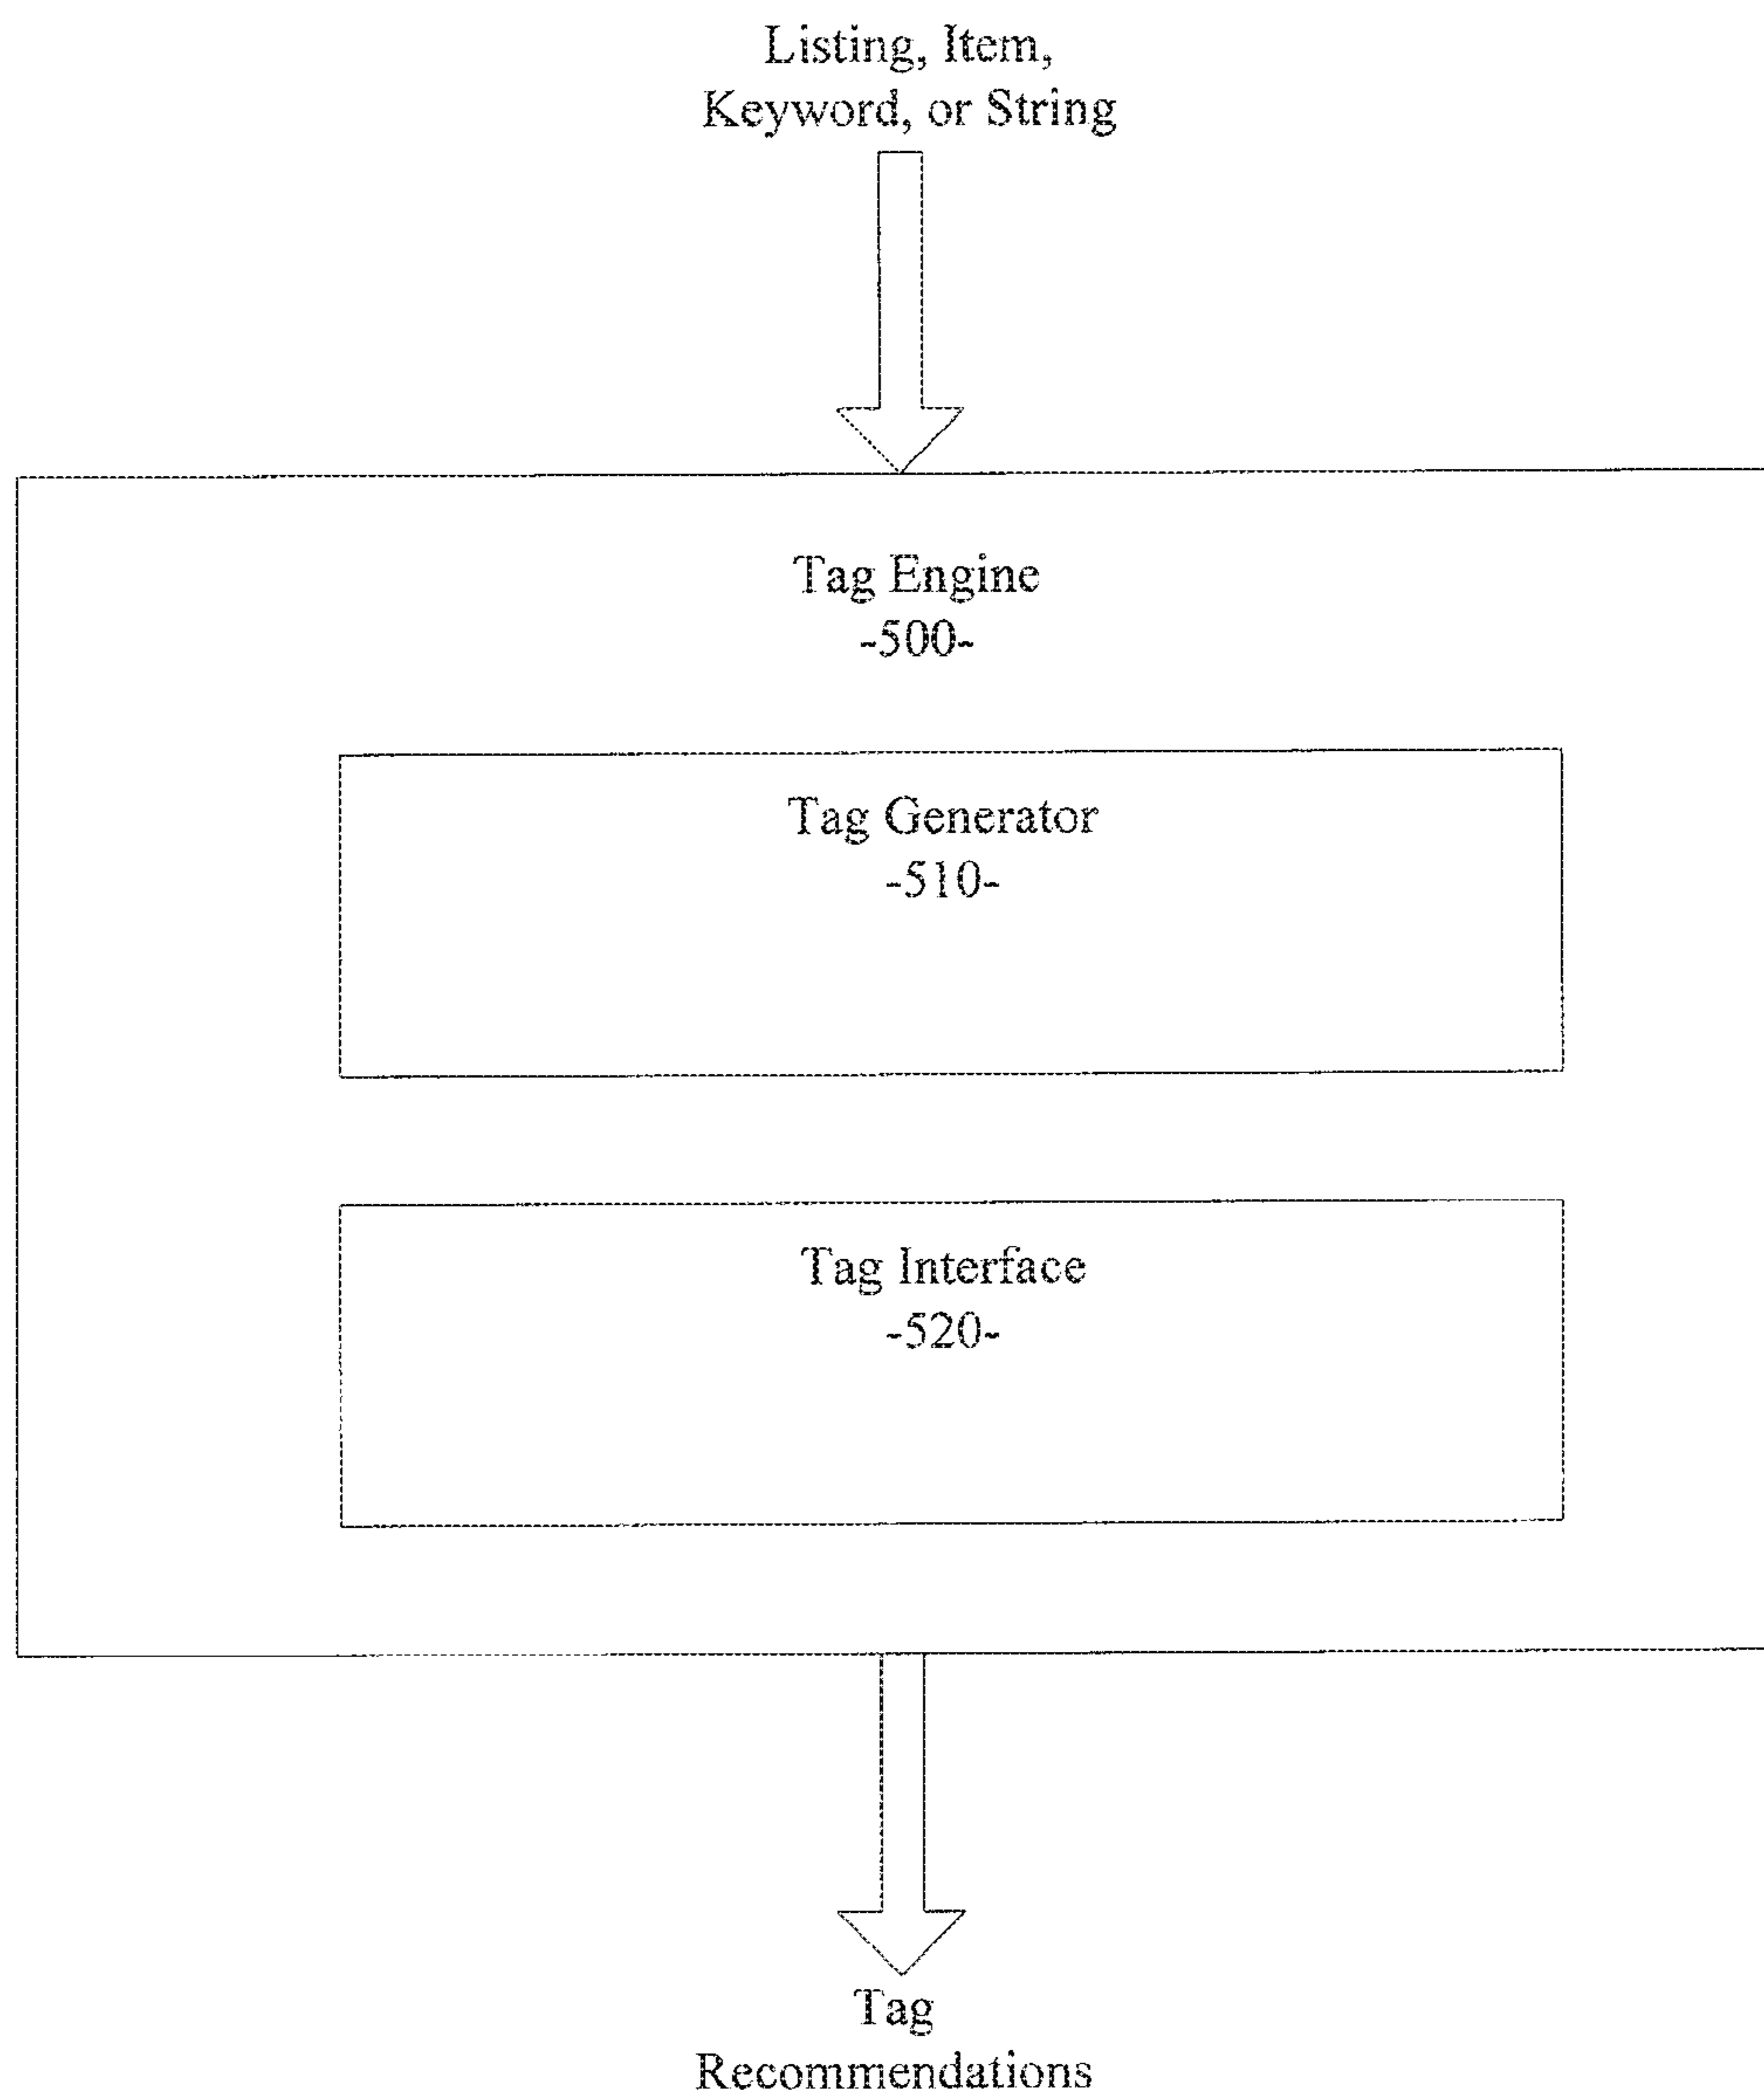 Listing, Item,
Keyword, or String
Tag Engine
-500-
Tag Generator
-510-
Tag Interface
-520-
Tag
Recommendations